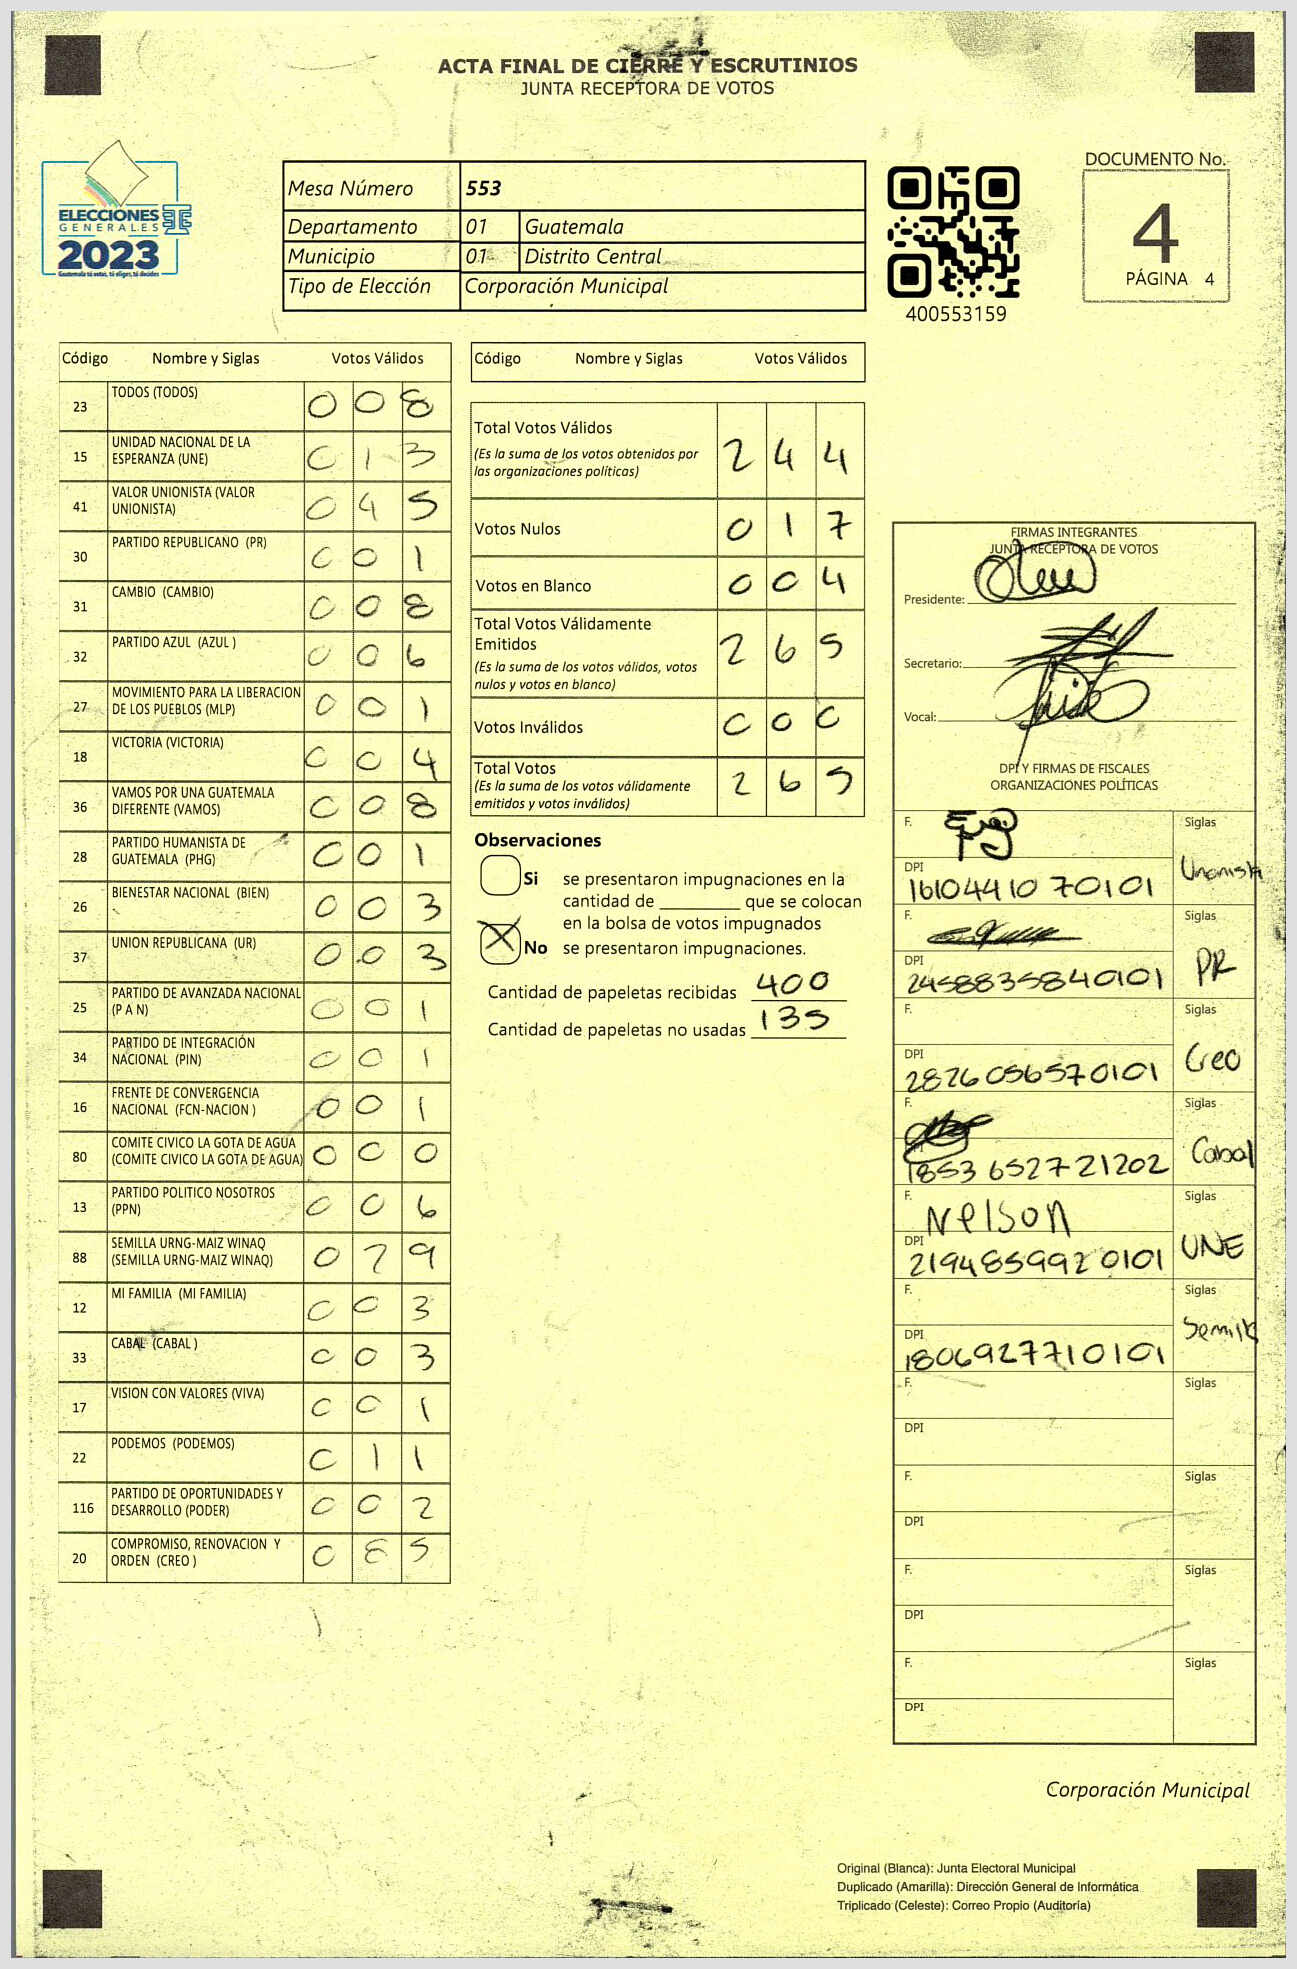 ACTA FINAL DE CIERRE Y ESCRUTINIOS
JUNTA RECEPTORA DE VOTOS
ELECCIONES
GENERALES
2023
Guatemala tú votas, tú eliges, tú decides
Mesa Número 553
Departamento 01 Guatemala
Municipio 01 Distrito Central
Tipo de Elección Corporación Municipal
400553159
DOCUMENTO No.
4
PÁGINA 4
Código Nombre y Siglas Votos Válidos
23 TODOS (TODOS) 0 0 8
15 UNIDAD NACIONAL DE LA ESPERANZA (UNE) 0 1 3
41 VALOR UNIONISTA (VALOR UNIONISTA) 0 4 5
30 PARTIDO REPUBLICANO (PR) 0 0 1
31 CAMBIO (CAMBIO) 0 0 8
32 PARTIDO AZUL (AZUL ) 0 0 6
27 MOVIMIENTO PARA LA LIBERACION DE LOS PUEBLOS (MLP) 0 0 1
18 VICTORIA (VICTORIA) 0 0 4
36 VAMOS POR UNA GUATEMALA DIFERENTE (VAMOS) 0 0 8
28 PARTIDO HUMANISTA DE GUATEMALA (PHG) 0 0 1
26 BIENESTAR NACIONAL (BIEN) 0 0 3
37 UNION REPUBLICANA (UR) 0 0 3
25 PARTIDO DE AVANZADA NACIONAL (P A N) 0 0 1
34 PARTIDO DE INTEGRACIÓN NACIONAL (PIN) 0 0 1
16 FRENTE DE CONVERGENCIA NACIONAL (FCN-NACION ) 0 0 1
80 COMITE CIVICO LA GOTA DE AGUA (COMITE CIVICO LA GOTA DE AGUA) 0 0 0
13 PARTIDO POLITICO NOSOTROS (PPN) 0 0 6
88 SEMILLA URNG-MAIZ WINAQ (SEMILLA URNG-MAIZ WINAQ) 0 2 9
12 MI FAMILIA (MI FAMILIA) 0 0 3
33 CABAL (CABAL ) 0 0 3
17 VISION CON VALORES (VIVA) 0 0 1
22 PODEMOS (PODEMOS) 0 1 1
116 PARTIDO DE OPORTUNIDADES Y DESARROLLO (PODER) 0 0 2
20 COMPROMISO, RENOVACION Y ORDEN (CREO ) 0 8 5
Código Nombre y Siglas Votos Válidos
Total Votos Válidos 2 4 4
(Es la suma de los votos obtenidos por
las organizaciones políticas)
Votos Nulos 0 1 7
Votos en Blanco 0 0 4
Total Votos Válidamente
Emitidos 2 6 5
(Es la suma de los votos válidos, votos
nulos y votos en blanco)
Votos Inválidos 0 0 0
Total Votos 2 6 5
(Es la suma de los votos válidamente
emitidos y votos inválidos)
Observaciones
Si se presentaron impugnaciones en la
cantidad de ________ que se colocan
en la bolsa de votos impugnados
X No se presentaron impugnaciones.
Cantidad de papeletas recibidas 400
Cantidad de papeletas no usadas 135
FIRMAS INTEGRANTES
JUNTA RECEPTORA DE VOTOS
Presidente:
Secretario:
Vocal:
DPI Y FIRMAS DE FISCALES
ORGANIZACIONES POLÍTICAS
F. Siglas
DPI 1610441070101 Unionista
F. Siglas
DPI 2458835840101 PR
F. Siglas
DPI 2826056570101 Creo
F. Siglas
DPI 1853652721202 Cabal
F. Nelson Siglas
DPI 2194859920101 UNE
F. Siglas
DPI 1806927710101 Semilla
F. Siglas
DPI
F. Siglas
DPI
F. Siglas
DPI
F. Siglas
DPI
Corporación Municipal
Original (Blanca): Junta Electoral Municipal
Duplicado (Amarilla): Dirección General de Informática
Triplicado (Celeste): Correo Propio (Auditoría)